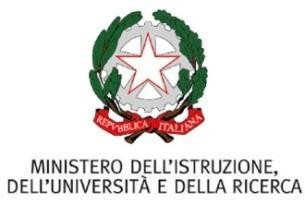 REPVBBLICA ITALIANA
MINISTERO DELL'ISTRUZIONE,
DELL'UNIVERSITÀ E DELLA RICERCA